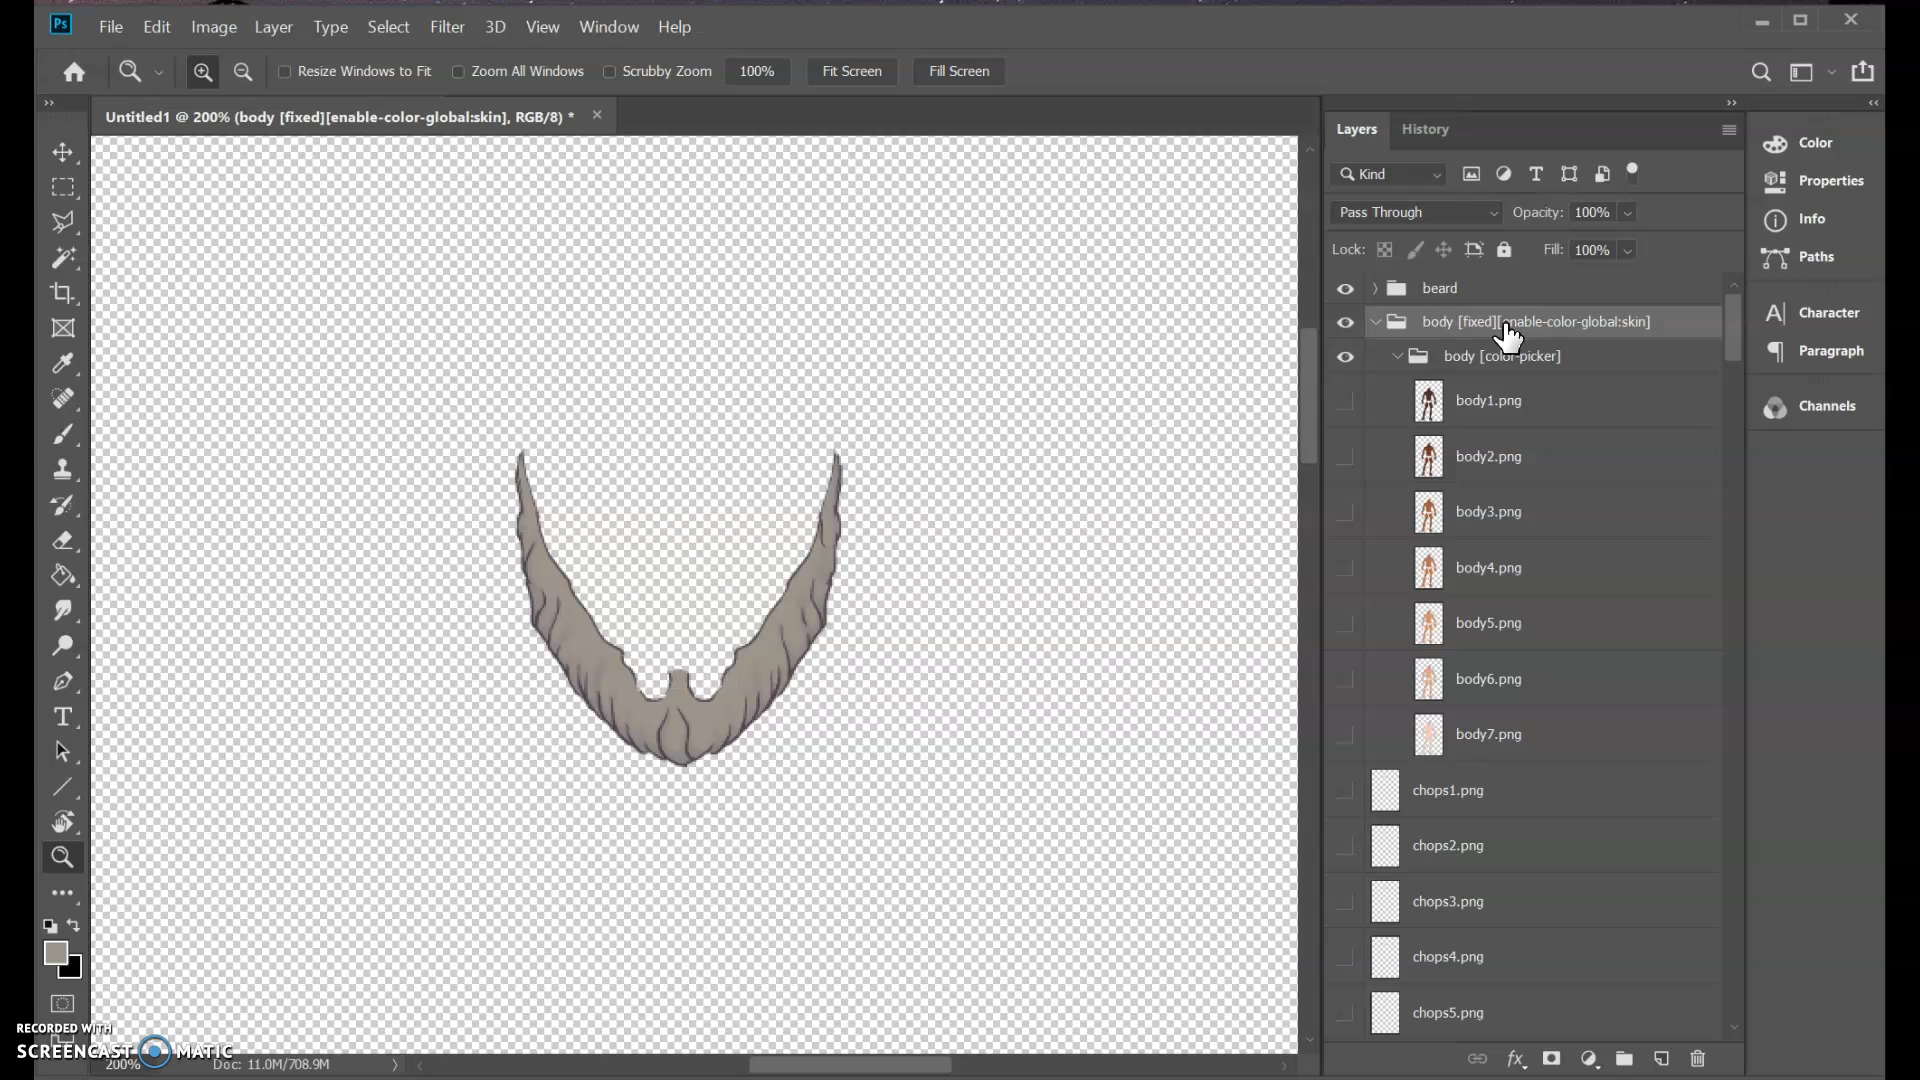 Ps File Edit Image Layer Type Select Filter 3D View Window Help
Resize Windows to Fit Zoom All Windows Scrubby Zoom 100% Fit Screen Fill Screen
Untitled1 @ 200% (body [fixed][enable-color-global:skin], RGB/8) *
Layers History
Kind
Pass Through Opacity: 100%
Lock: Fill: 100%
beard
body [fixed][enable-color-global:skin]
body [color-picker]
body1.png
body2.png
body3.png
body4.png
body5.png
body6.png
body7.png
chops1.png
chops2.png
chops3.png
chops4.png
chops5.png
Color
Properties
Info
Paths
Character
Paragraph
Channels
RECORDED WITH
SCREENCAST MATIC
200% Doc: 11.0M/708.9M